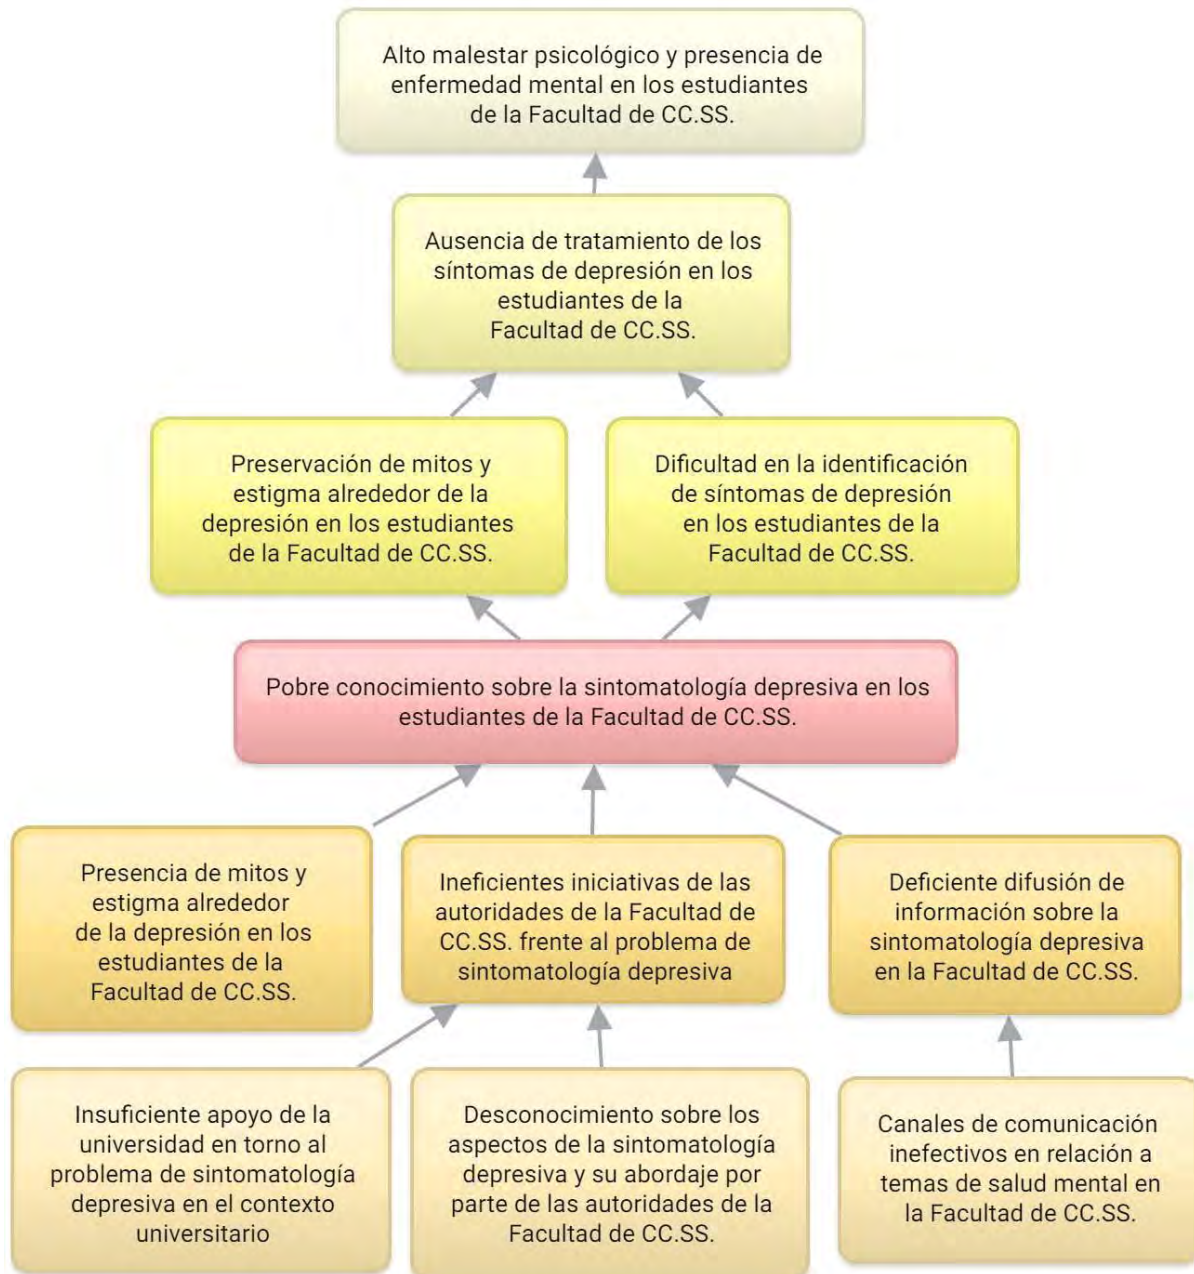 Alto malestar psicológico y presencia de
enfermedad mental en los estudiantes
de la Facultad de CC.SS.
Ausencia de tratamiento de los
síntomas de depresión en los
estudiantes de la
Facultad de CC.SS.
Preservación de mitos y
estigma alrededor de la
depresión en los estudiantes
de la Facultad de CC.SS.
Dificultad en la identificación
de síntomas de depresión
en los estudiantes de la
Facultad de CC.SS.
Pobre conocimiento sobre la sintomatología depresiva en los
estudiantes de la Facultad de CC.SS.
Presencia de mitos y
estigma alrededor
de la depresión en los
estudiantes de la
Facultad de CC.SS.
Ineficientes iniciativas de las
autoridades de la Facultad de
CC.SS. frente al problema de
sintomatología depresiva
Deficiente difusión de
información sobre la
sintomatología depresiva
en la Facultad de CC.SS.
Insuficiente apoyo de la
universidad en torno al
problema de sintomatología
depresiva en el contexto
universitario
Desconocimiento sobre los
aspectos de la sintomatología
depresiva y su abordaje por
parte de las autoridades de la
Facultad de CC.SS.
Canales de comunicación
inefectivos en relación a
temas de salud mental en
la Facultad de CC.SS.